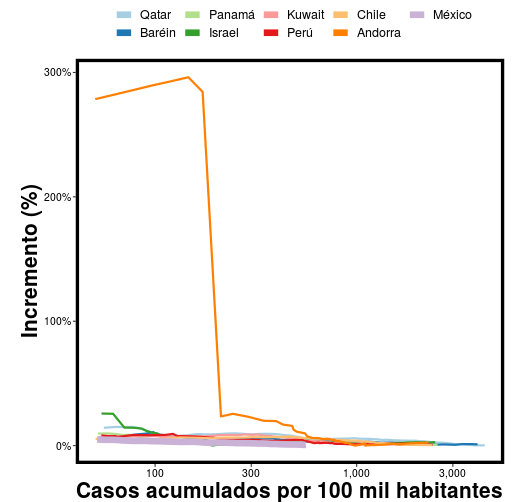 Qatar Panamá Kuwait Chile México
Baréin Israel Perú Andorra
300%
200%
100%
0%
Incremento (%)
100 300 1,000 3,000
Casos acumulados por 100 mil habitantes